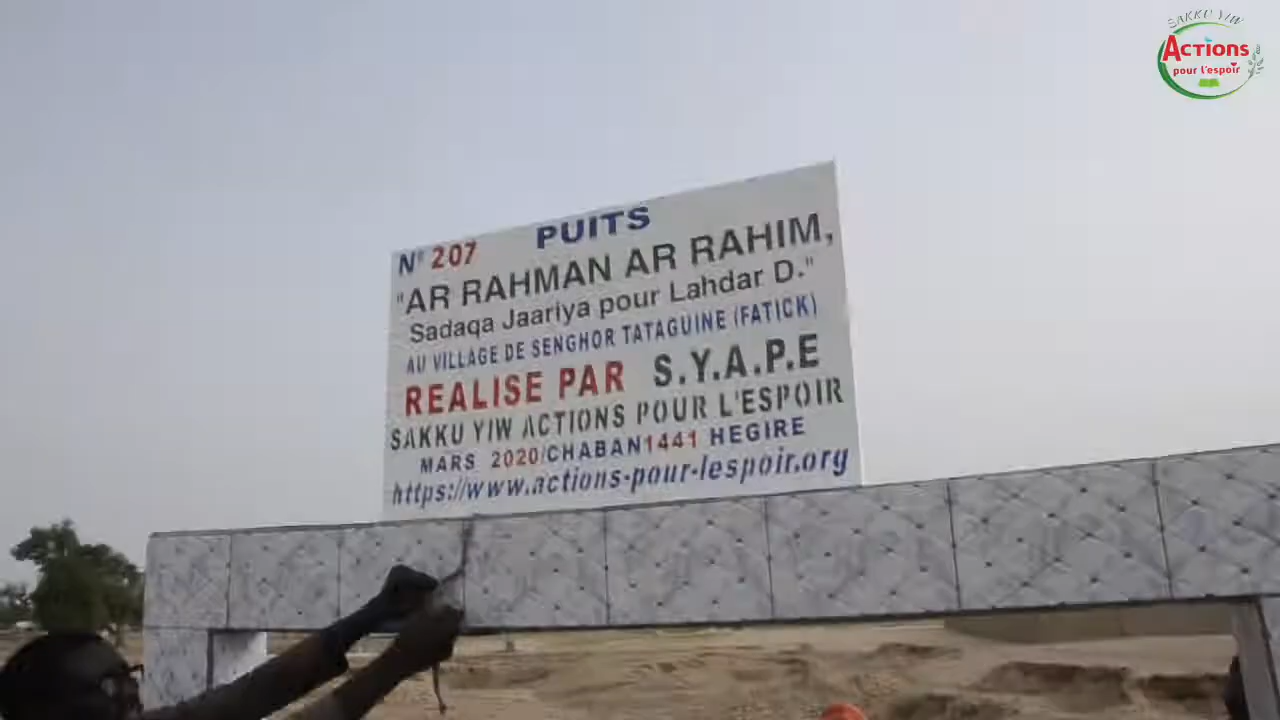 SAKKU YIW
Actions
pour l'espoir
PUITS
N° 207
"AR RAHMAN AR RAHIM,
Sadaqa Jaariya pour Lahdar D."
AU VILLAGE DE SENGHOR TATAGUINE (FATICK)
REALISE PAR S.Y.A.P.E
SAKKU YIW ACTIONS POUR L'ESPOIR
MARS 2020/CHABAN1441 HEGIRE
https://www.actions-pour-lespoir.org